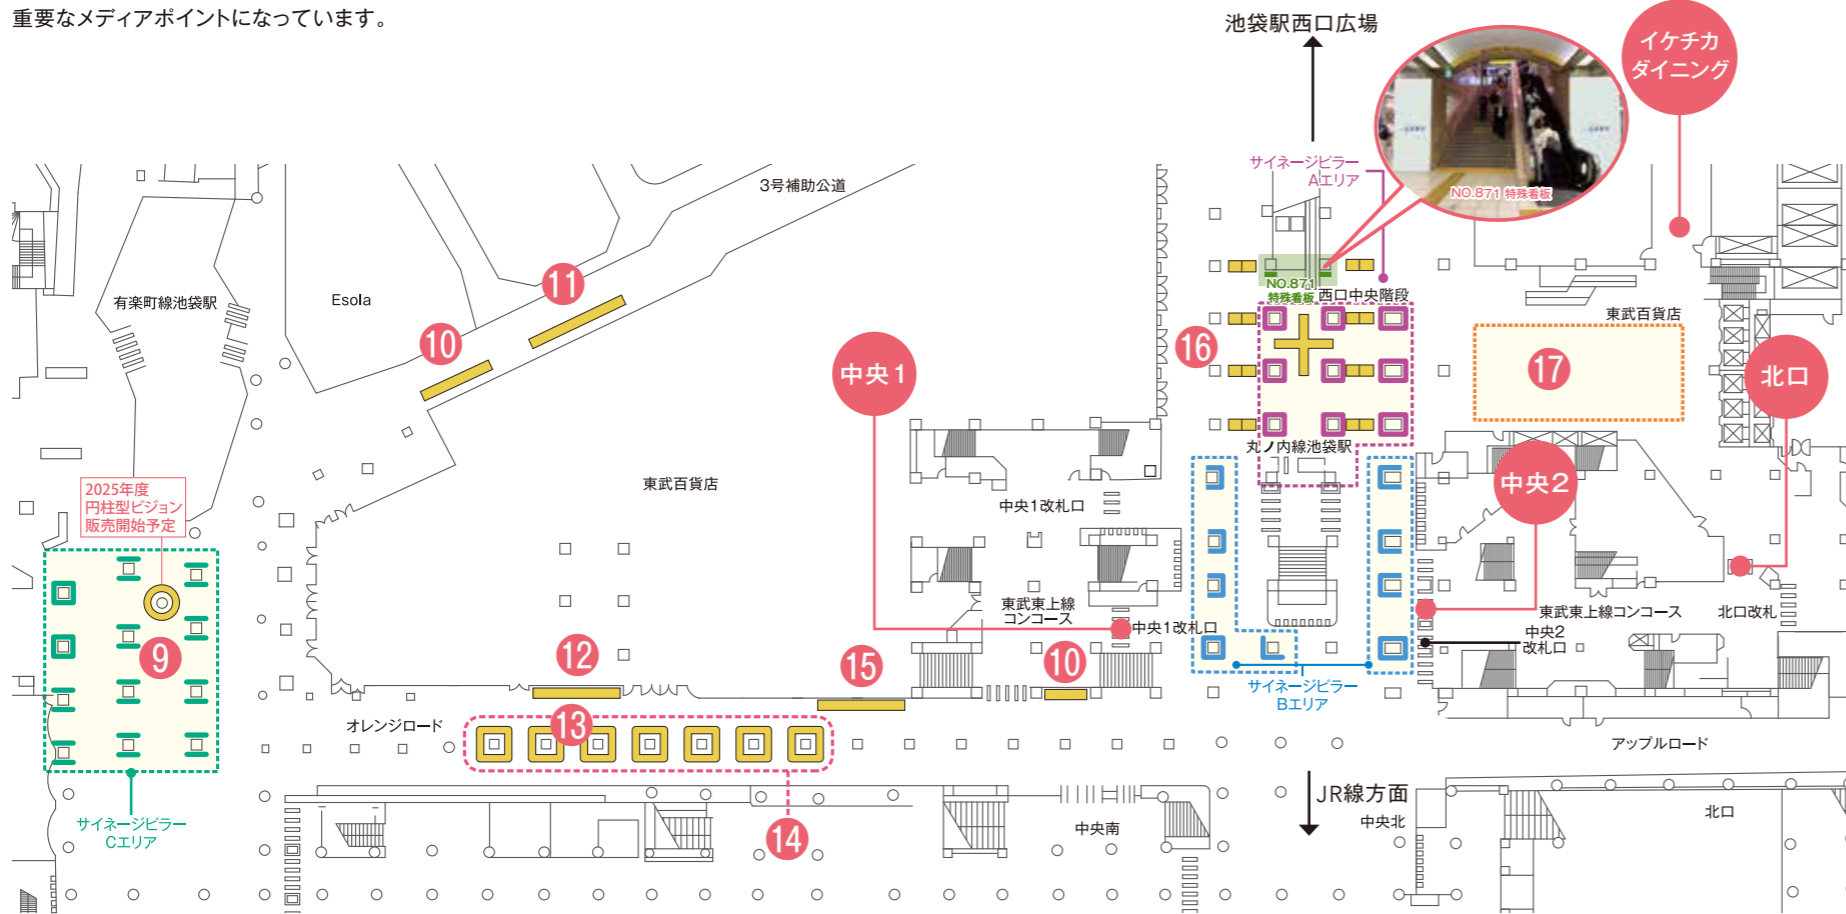 重要なメディアポイントになっています。
池袋駅西口広場
イケチカ
ダイニング
サイネージピラー
Aエリア
NO.871 特殊看板
3号補助公道
有楽町線池袋駅
Esola
11
10
NO.871
特殊看板
西口中央階段
東武百貨店
16
17
中央1
北口
丸ノ内線池袋駅
2025年度
円柱型ビジョン
販売開始予定
東武百貨店
中央1改札口
中央2
東武東上線
コンコース
中央1改札口
東武東上線コンコース
北口改札
中央2
改札口
9
12
15
10
サイネージピラー
Bエリア
オレンジロード
13
アップルロード
JR線方面
サイネージピラー
Cエリア
14
中央南
中央北
北口